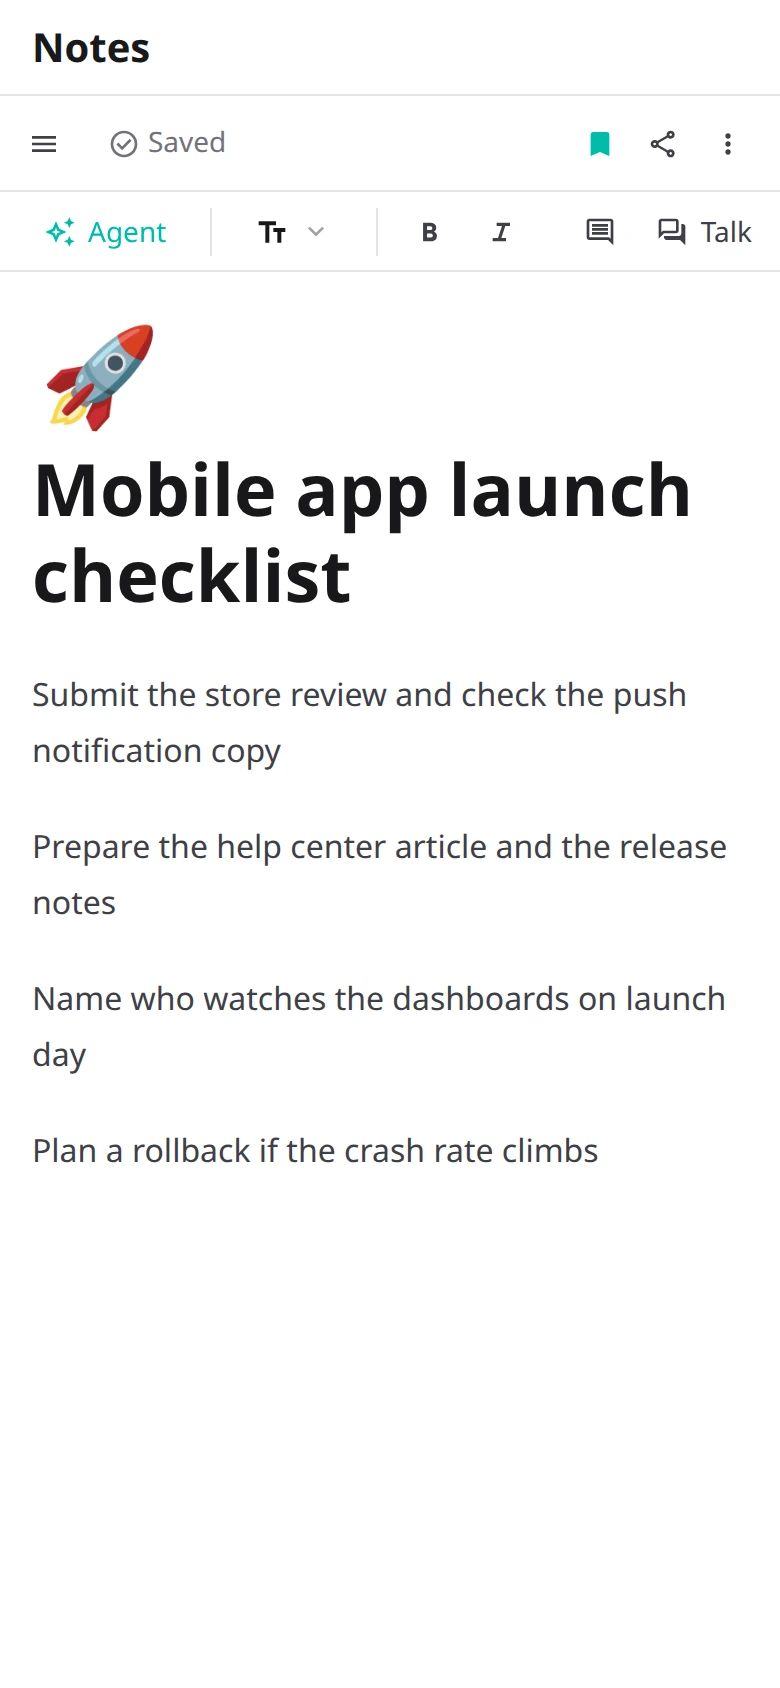 Notes
Saved
Agent
Talk
Mobile app launch
checklist
Submit the store review and check the push
notification copy
Prepare the help center article and the release
notes
Name who watches the dashboards on launch
day
Plan a rollback if the crash rate climbs